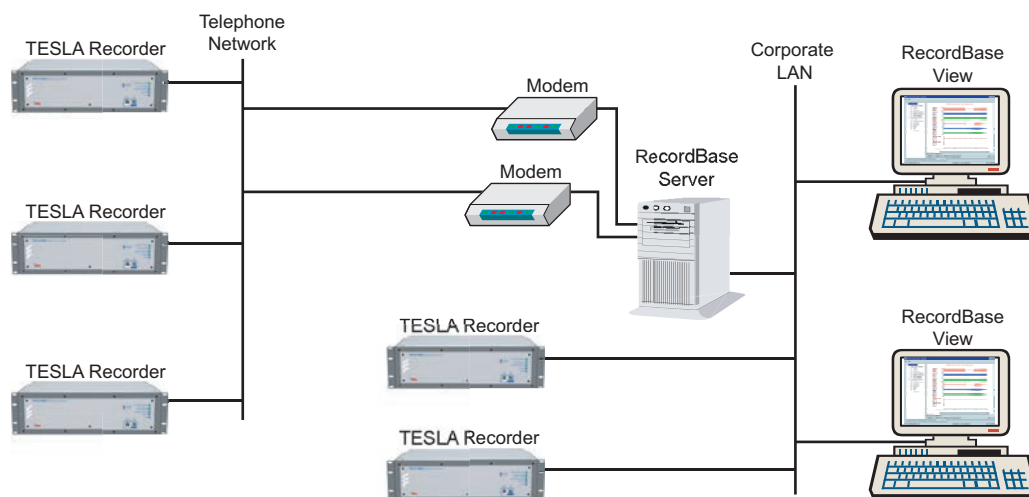 Telephone
Network
TESLA Recorder
Corporate
LAN
RecordBase
View
Modem
Modem
RecordBase
Server
TESLA Recorder
TESLA Recorder
RecordBase
View
TESLA Recorder
TESLA Recorder